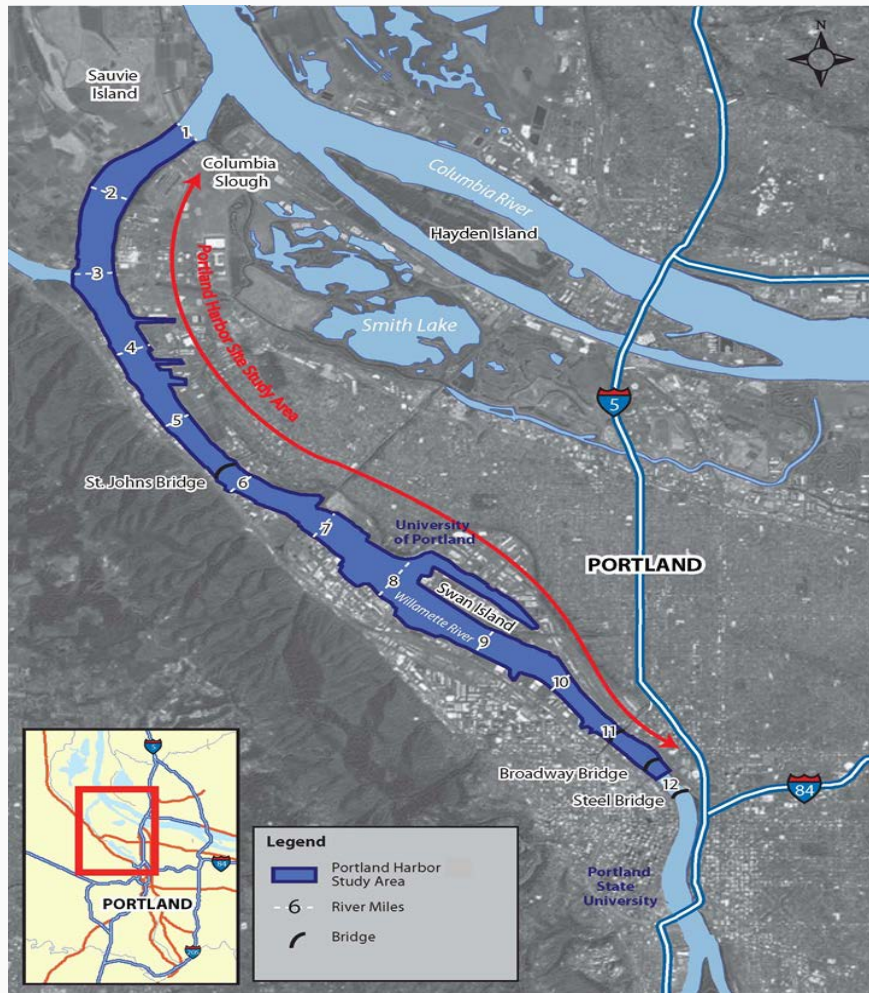 N
Sauvie
Island
1
Columbia
Slough
2
Columbia River
Hayden Island
3
Portland Harbor Site Study Area
Smith Lake
4
5
5
St. Johns Bridge
6
7
University
of Portland
PORTLAND
8
Swan Island
Willamette River
9
10
11
Broadway Bridge
12
Steel Bridge
84
Portland
State
University
5
84
PORTLAND
205
Legend
Portland Harbor
Study Area
6
River Miles
Bridge